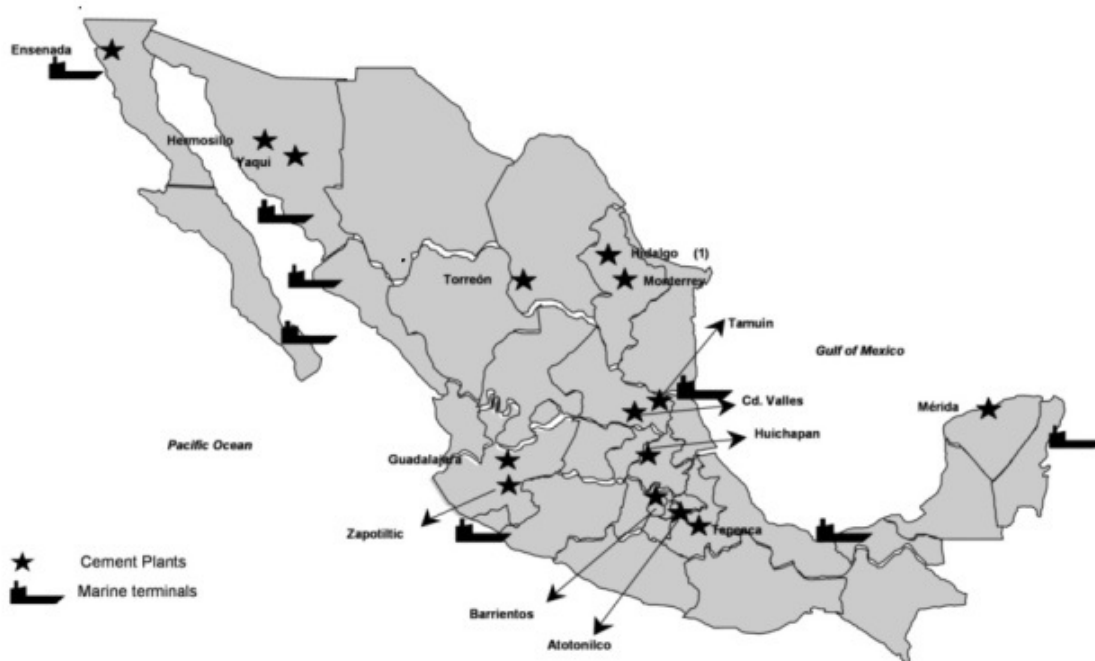 Ensenada
Hermosillo
Yaqui
Hidalgo (1)
Torreón
Monterrey
Tamuin
Gulf of Mexico
Cd. Valles
Mérida
Huichapan
Pacific Ocean
Guadalajara
Zapotiltic
Tepeaca
Cement Plants
Marine terminals
Barrientos
Atotonilco